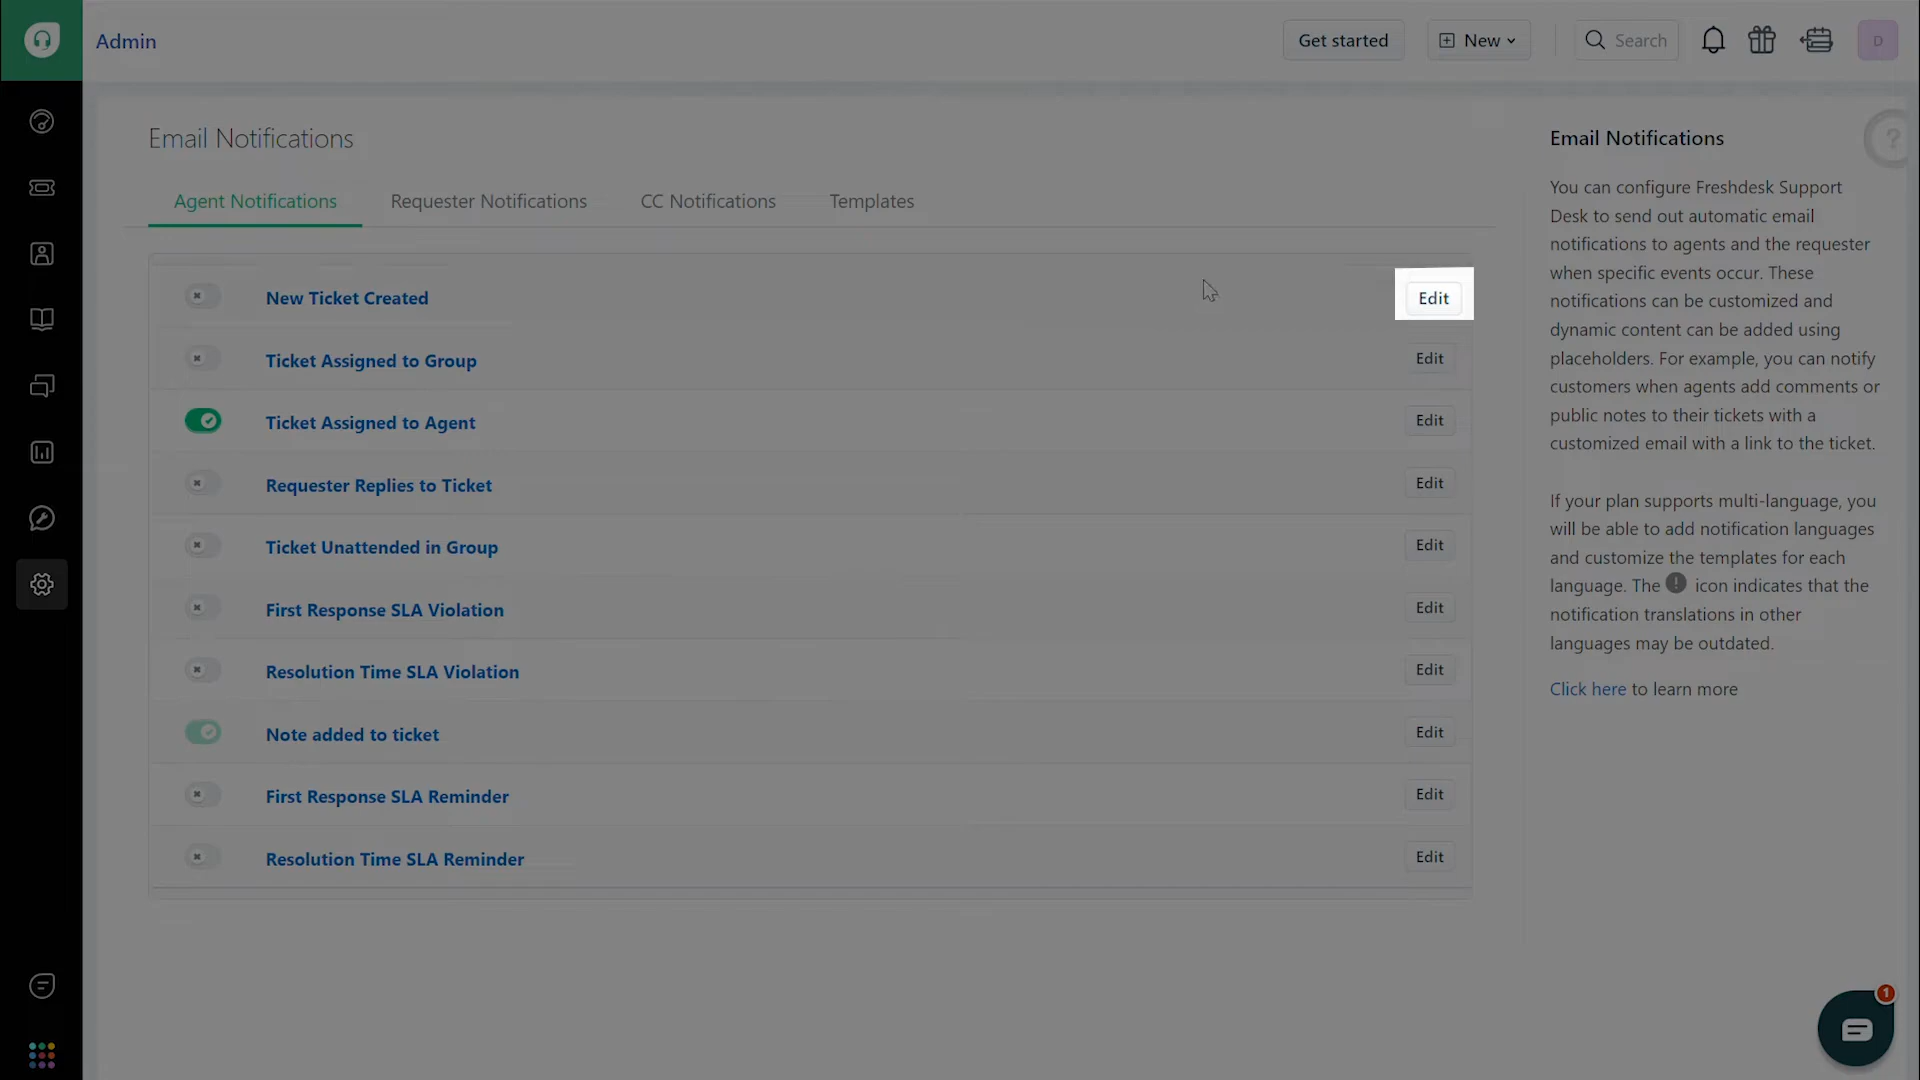 Admin
Get started
New
Search
D
Email Notifications
Agent Notifications
Requester Notifications
CC Notifications
Templates
New Ticket Created
Edit
Ticket Assigned to Group
Edit
Ticket Assigned to Agent
Edit
Requester Replies to Ticket
Edit
Ticket Unattended in Group
Edit
First Response SLA Violation
Edit
Resolution Time SLA Violation
Edit
Note added to ticket
Edit
First Response SLA Reminder
Edit
Resolution Time SLA Reminder
Edit
Email Notifications
?
You can configure Freshdesk Support
Desk to send out automatic email
notifications to agents and the requester
when specific events occur. These
notifications can be customized and
dynamic content can be added using
placeholders. For example, you can notify
customers when agents add comments or
public notes to their tickets with a
customized email with a link to the ticket.
If your plan supports multi-language, you
will be able to add notification languages
and customize the templates for each
language. The ! icon indicates that the
notification translations in other
languages may be outdated.
Click here to learn more
1